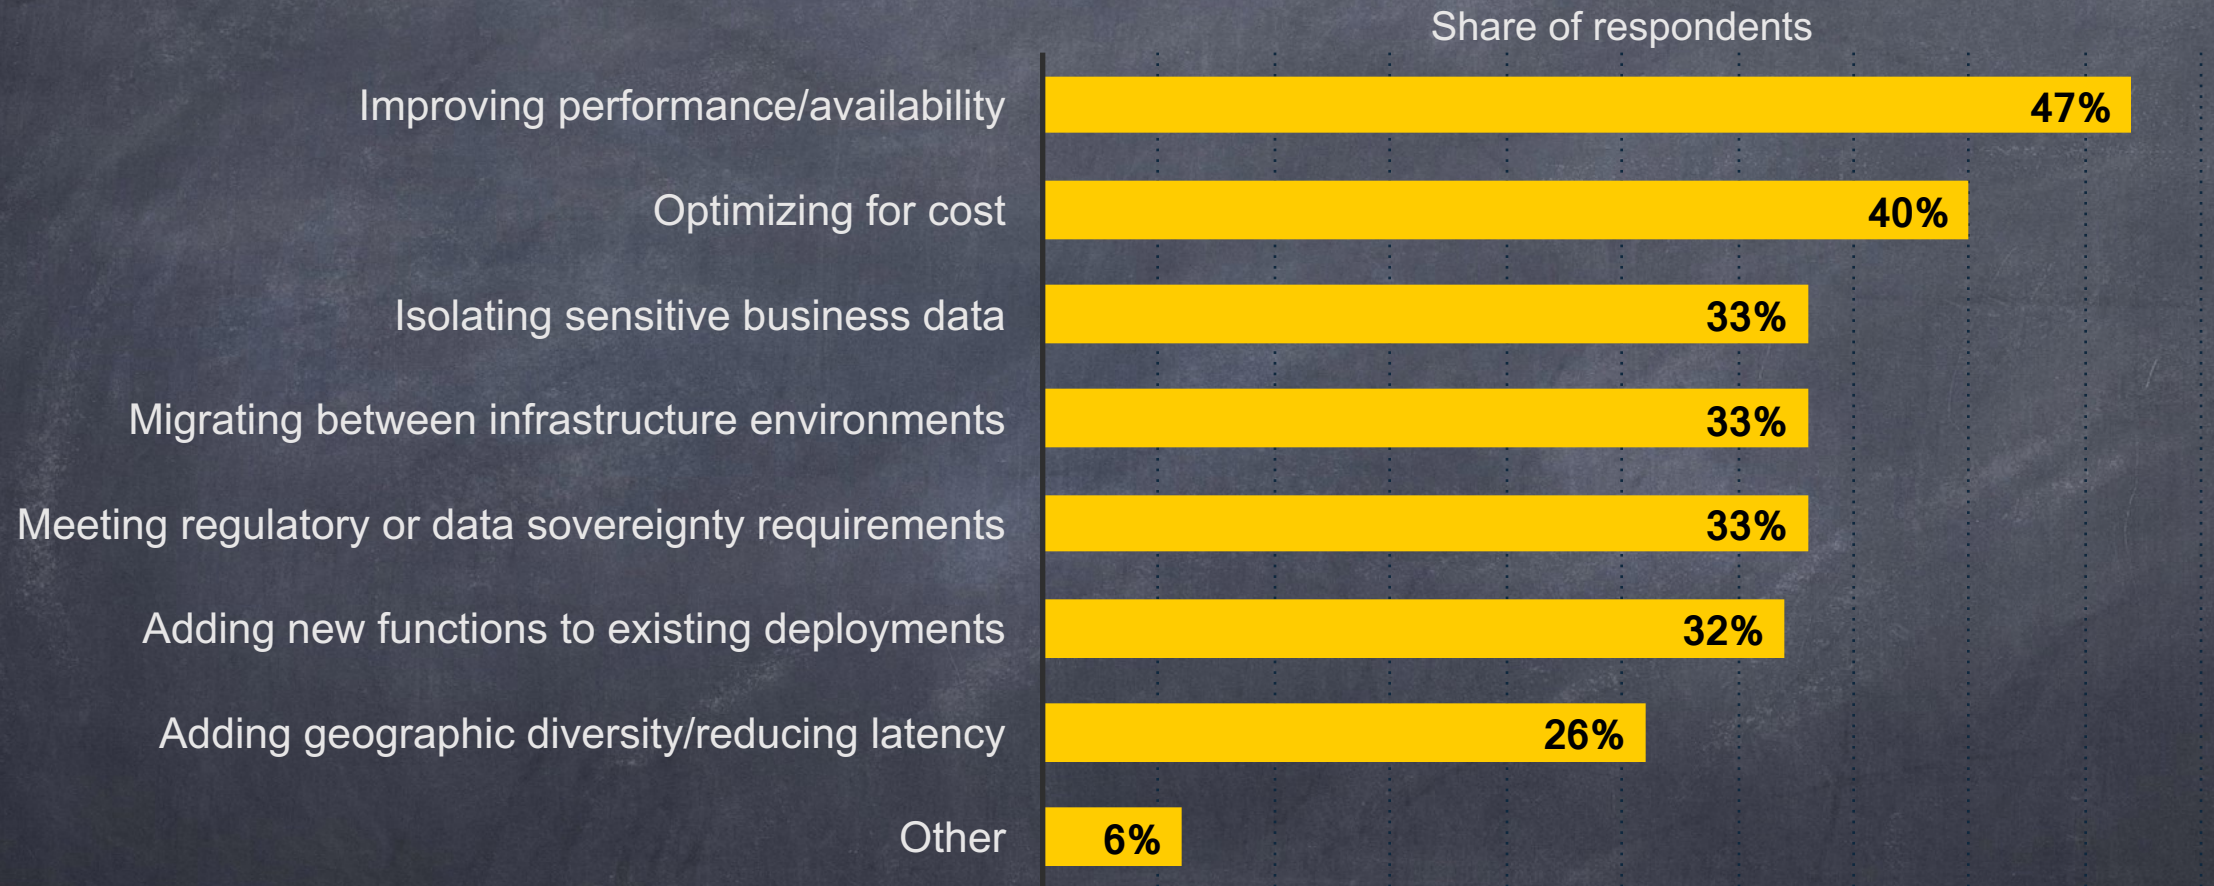 Share of respondents
Improving performance/availability 47%
Optimizing for cost 40%
Isolating sensitive business data 33%
Migrating between infrastructure environments 33%
Meeting regulatory or data sovereignty requirements 33%
Adding new functions to existing deployments 32%
Adding geographic diversity/reducing latency 26%
Other 6%